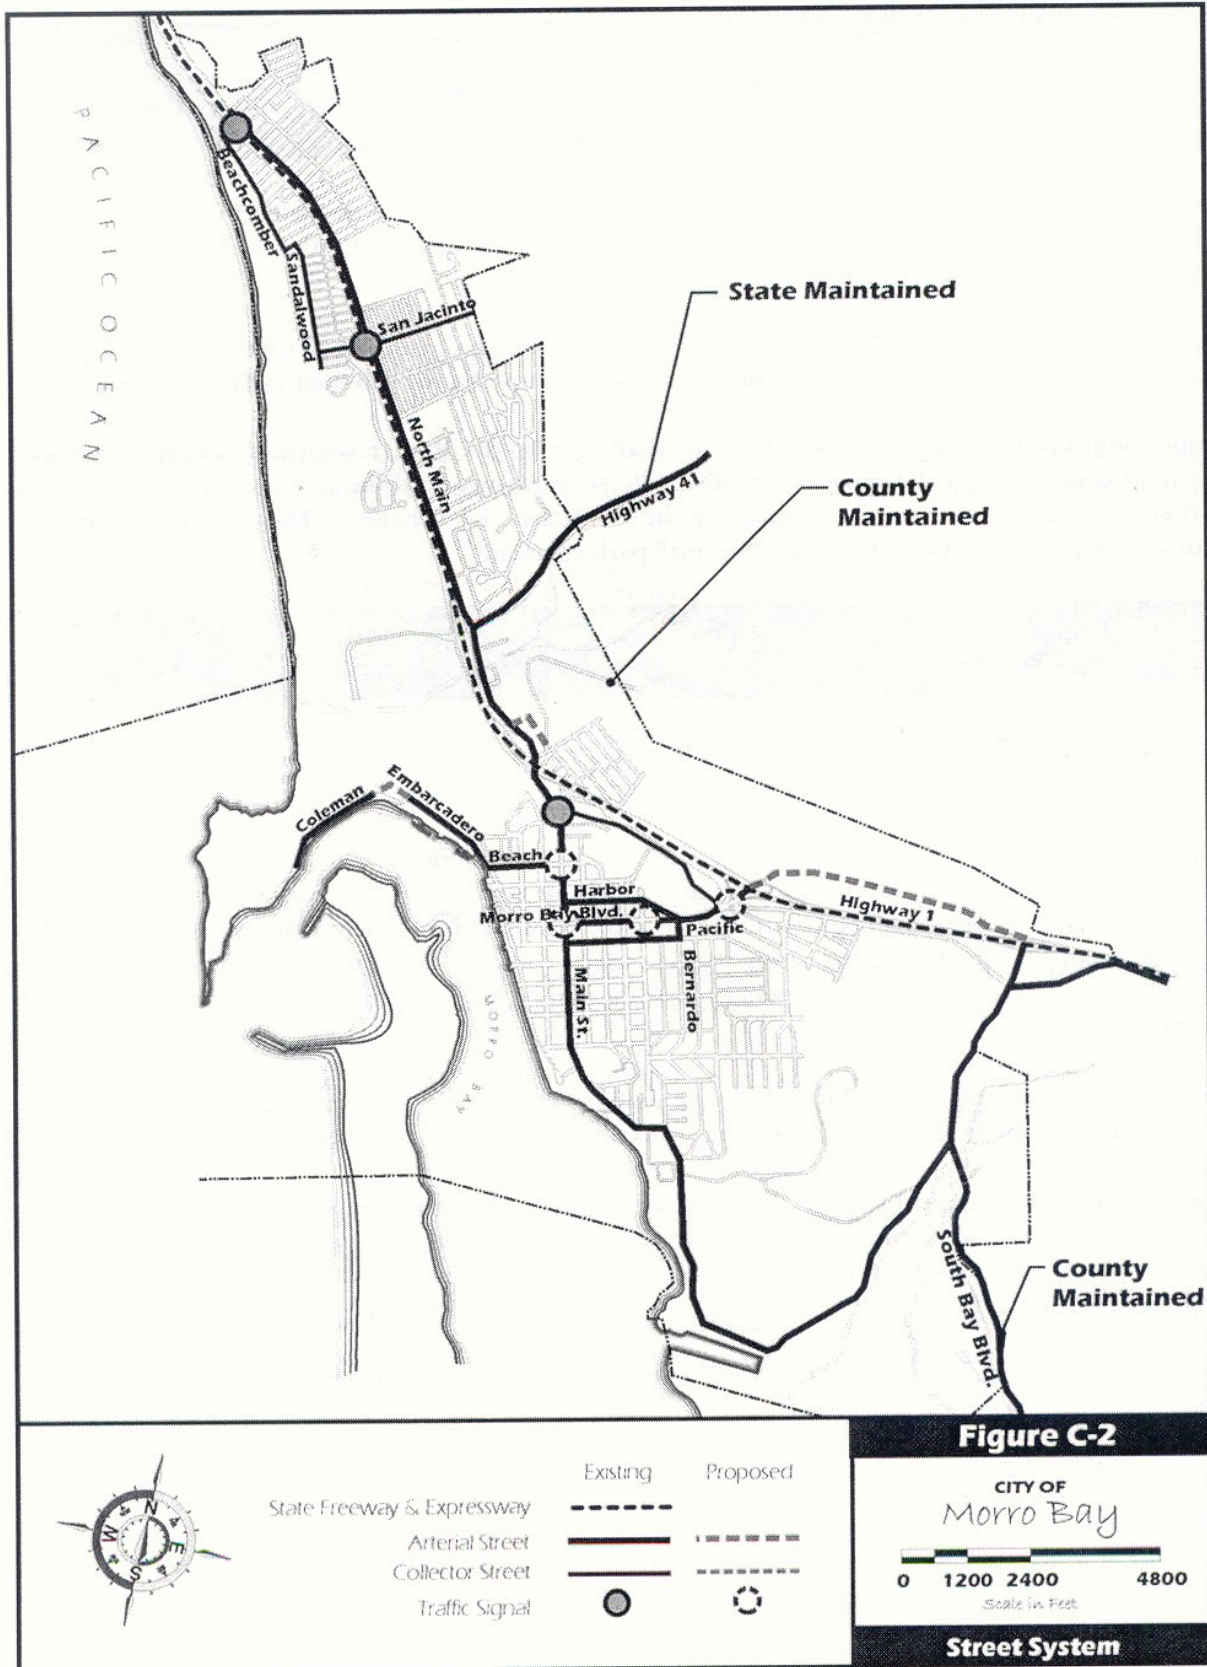 PACIFIC OCEAN
Beachcomber
Sandalwood
San Jacinto
State Maintained
North Main
Highway 41
County
Maintained
Coleman
Embarcadero
Beach
Harbor
Morro Bay Blvd.
Pacific
Highway 1
Main St.
Bernardo
MORRO BAY
South Bay Blvd.
County
Maintained
Existing Proposed
State Freeway & Expressway
Arterial Street
Collector Street
Traffic Signal
N
E
S
W
Figure C-2
CITY OF
Morro Bay
0 1200 2400 4800
Scale in Feet
Street System